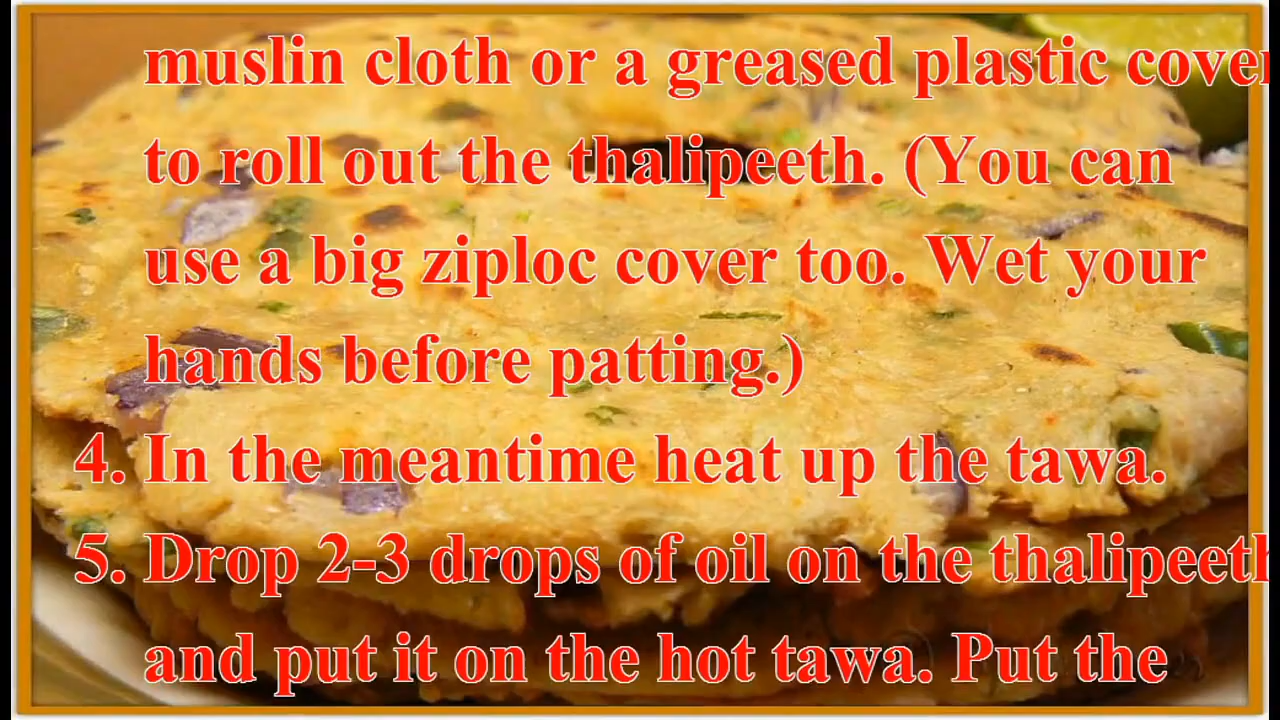 muslin cloth or a greased plastic cover
to roll out the thalipeeth. (You can
use a big ziploc cover too. Wet your
hands before patting.)
4. In the meantime heat up the tawa.
5. Drop 2-3 drops of oil on the thalipeeth
and put it on the hot tawa. Put the